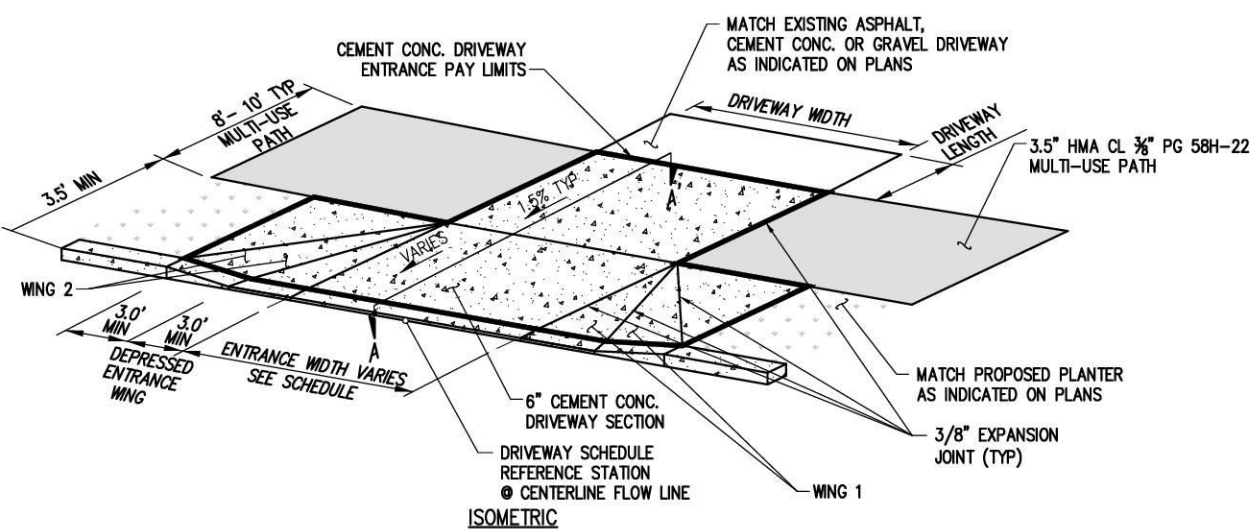 MATCH EXISTING ASPHALT,
CEMENT CONC. OR GRAVEL DRIVEWAY
AS INDICATED ON PLANS
CEMENT CONC. DRIVEWAY
ENTRANCE PAY LIMITS
8'- 10' TYP
MULTI-USE
PATH
DRIVEWAY WIDTH
DRIVEWAY
LENGTH
3.5" HMA CL ⅜" PG 58H-22
MULTI-USE PATH
3.5' MIN
1.5% TYP
A
VARIES
WING 2
3.0'
MIN
3.0'
MIN
DEPRESSED
ENTRANCE
WING
ENTRANCE WIDTH VARIES
SEE SCHEDULE
A
6" CEMENT CONC.
DRIVEWAY SECTION
MATCH PROPOSED PLANTER
AS INDICATED ON PLANS
3/8" EXPANSION
JOINT (TYP)
DRIVEWAY SCHEDULE
REFERENCE STATION
@ CENTERLINE FLOW LINE
WING 1
ISOMETRIC